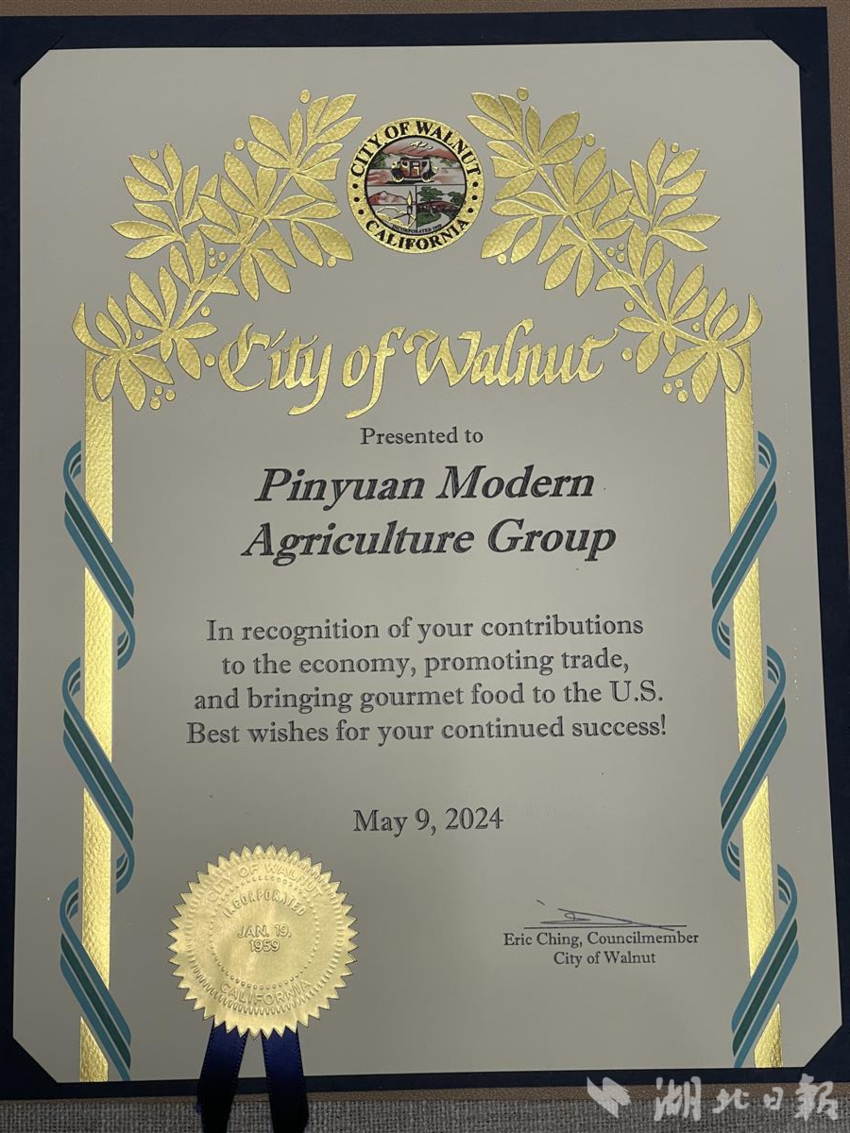 CITY OF WALNUT
CALIFORNIA
City of Walnut
Presented to
Pinyuan Modern
Agriculture Group
In recognition of your contributions
to the economy, promoting trade,
and bringing gourmet food to the U.S.
Best wishes for your continued success!
May 9, 2024
CITY OF WALNUT
INCORPORATED
JAN. 19,
1959
CALIFORNIA
Eric Ching, Councilmember
City of Walnut
湖北日報